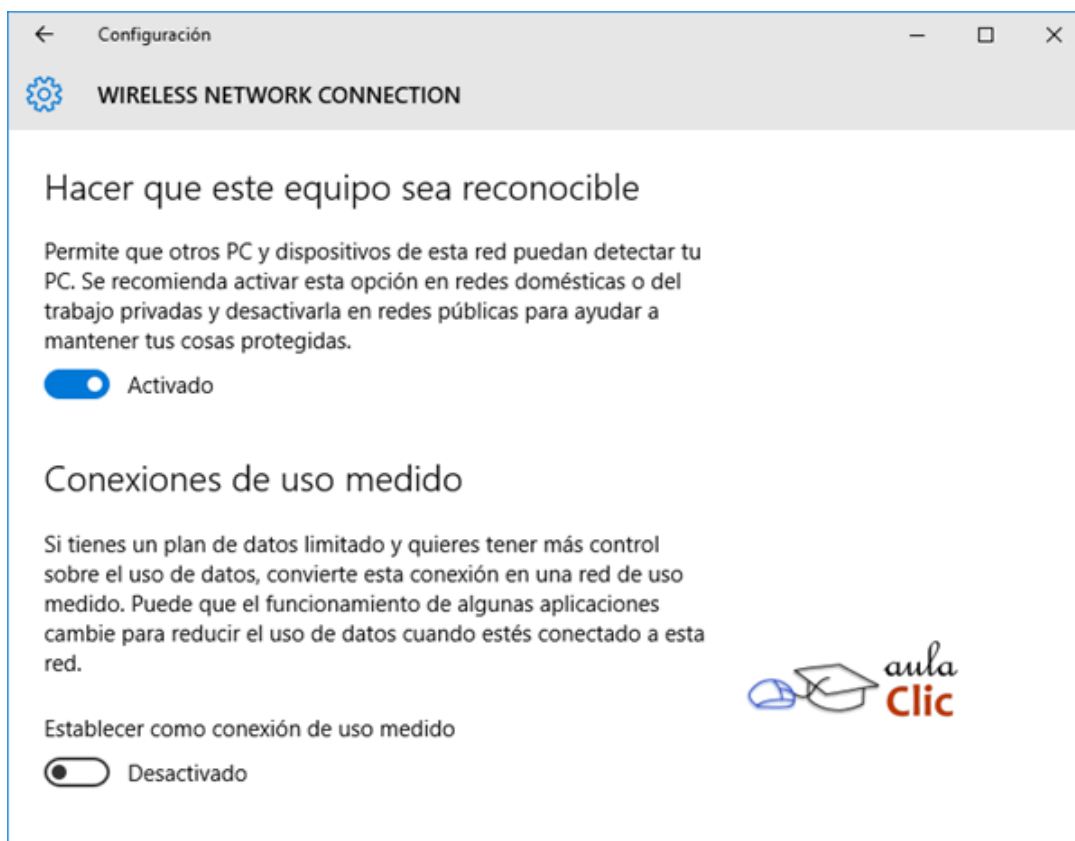 Configuración
WIRELESS NETWORK CONNECTION
Hacer que este equipo sea reconocible
Permite que otros PC y dispositivos de esta red puedan detectar tu
PC. Se recomienda activar esta opción en redes domésticas o del
trabajo privadas y desactivarla en redes públicas para ayudar a
mantener tus cosas protegidas.
Activado
Conexiones de uso medido
Si tienes un plan de datos limitado y quieres tener más control
sobre el uso de datos, convierte esta conexión en una red de uso
medido. Puede que el funcionamiento de algunas aplicaciones
cambie para reducir el uso de datos cuando estés conectado a esta
red.
aula
Clic
Establecer como conexión de uso medido
Desactivado